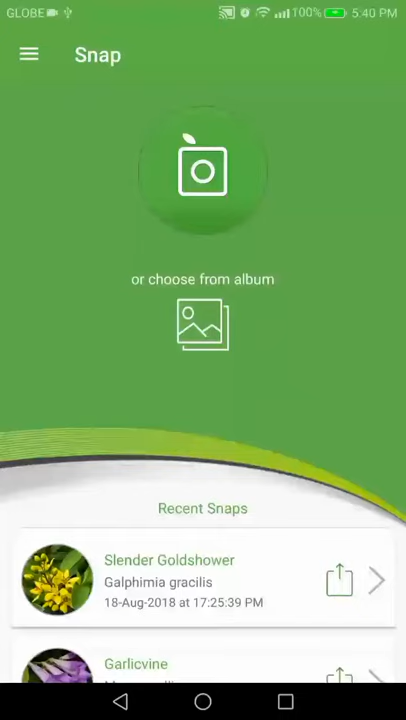 GLOBE 100% 5:40 PM
Snap
or choose from album
Recent Snaps
Slender Goldshower
Galphimia gracilis
18-Aug-2018 at 17:25:39 PM
Garlicvine